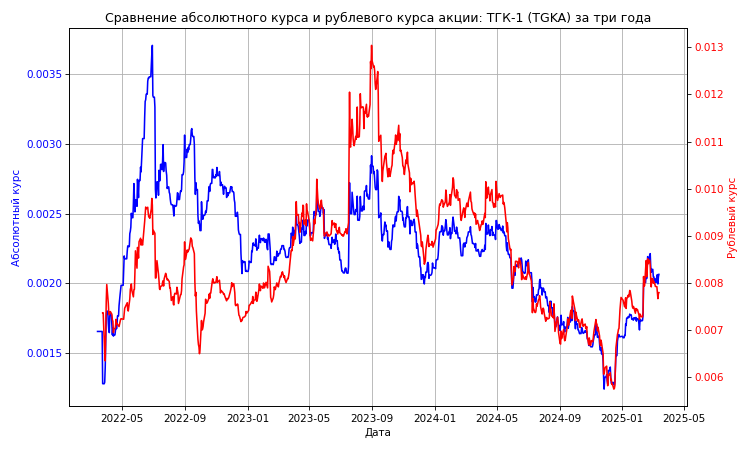 Сравнение абсолютного курса и рублевого курса акции: ТГК-1 (TGKA) за три года
Абсолютный курс
0.0035
0.0030
0.0025
0.0020
0.0015
0.013
0.012
0.011
0.010
0.009
0.008
0.007
0.006
Рублевый курс
2022-05 2022-09 2023-01 2023-05 2023-09 2024-01 2024-05 2024-09 2025-01 2025-05
Дата